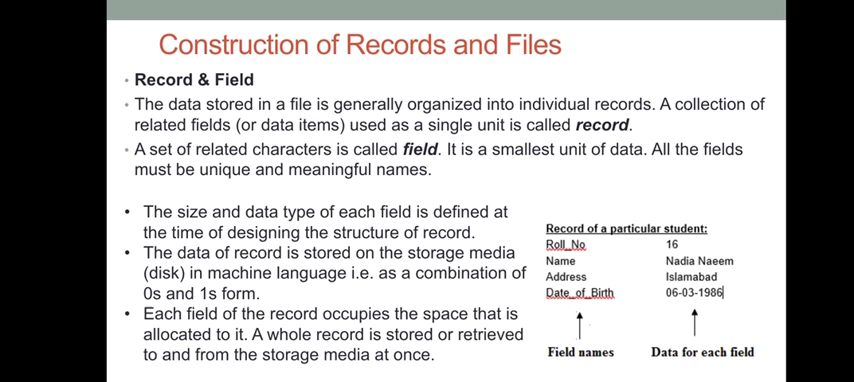 Construction of Records and Files
• Record & Field
• The data stored in a file is generally organized into individual records. A collection of
related fields (or data items) used as a single unit is called record.
• A set of related characters is called field. It is a smallest unit of data. All the fields
must be unique and meaningful names.
• The size and data type of each field is defined at
the time of designing the structure of record.
• The data of record is stored on the storage media
(disk) in machine language i.e. as a combination of
0s and 1s form.
• Each field of the record occupies the space that is
allocated to it. A whole record is stored or retrieved
to and from the storage media at once.
Record of a particular student:
Roll_No 16
Name Nadia Naeem
Address Islamabad
Date_of_Birth 06-03-1986
Field names Data for each field